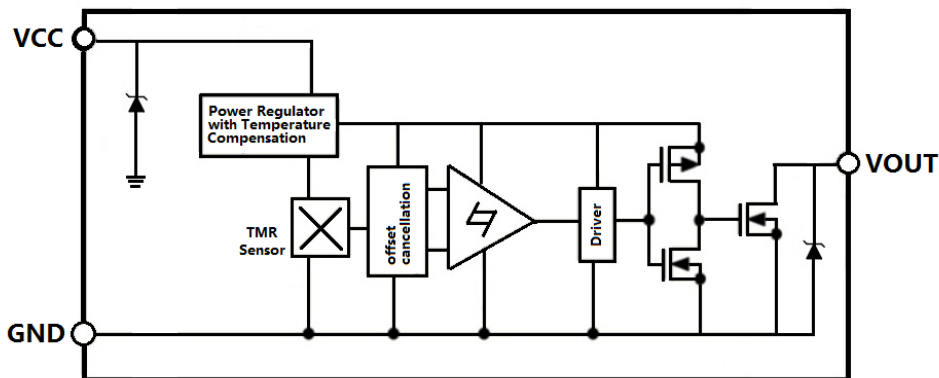 VCC
Power Regulator
with Temperature
Compensation
VOUT
TMR
Sensor
offset
cancellation
Driver
GND